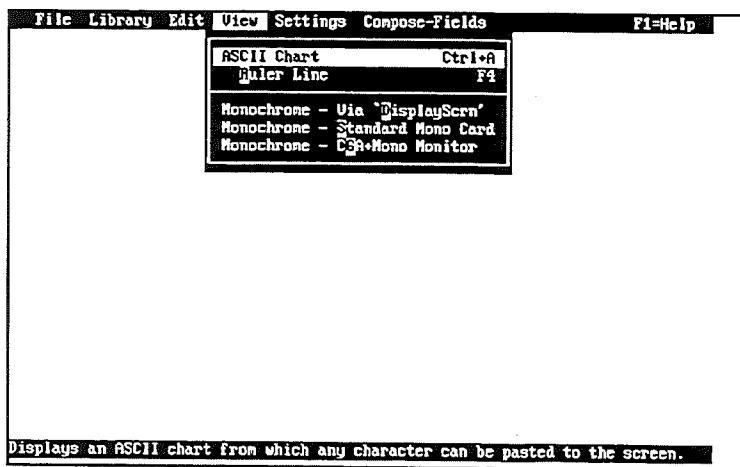 File Library Edit View Settings Compose-Fields F1=Help
ASCII Chart Ctrl+A
Ruler Line F4
Monochrome - Via `DisplayScrn'
Monochrome - Standard Mono Card
Monochrome - CGA+Mono Monitor
Displays an ASCII chart from which any character can be pasted to the screen.